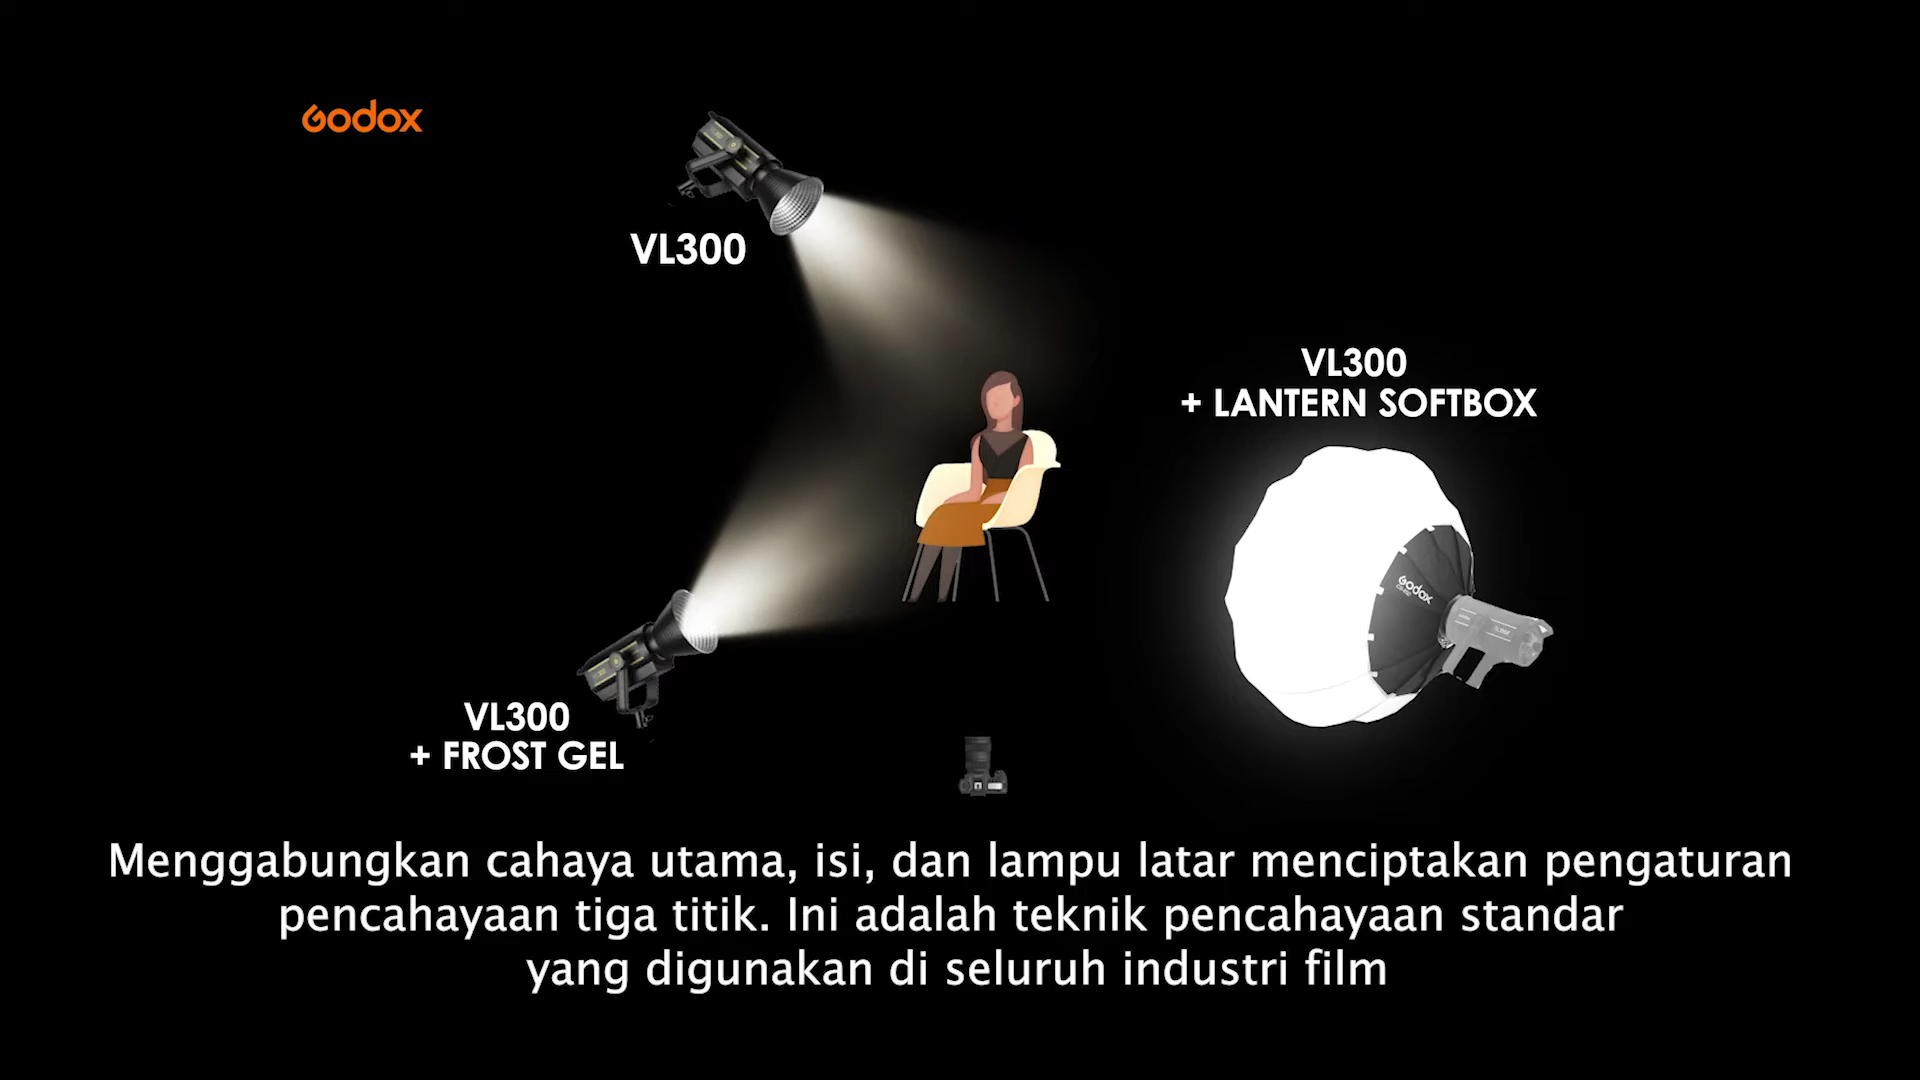 Godox
VL300
VL300
+ LANTERN SOFTBOX
Godox
VL300
+ FROST GEL
Menggabungkan cahaya utama, isi, dan lampu latar menciptakan pengaturan
pencahayaan tiga titik. Ini adalah teknik pencahayaan standar
yang digunakan di seluruh industri film